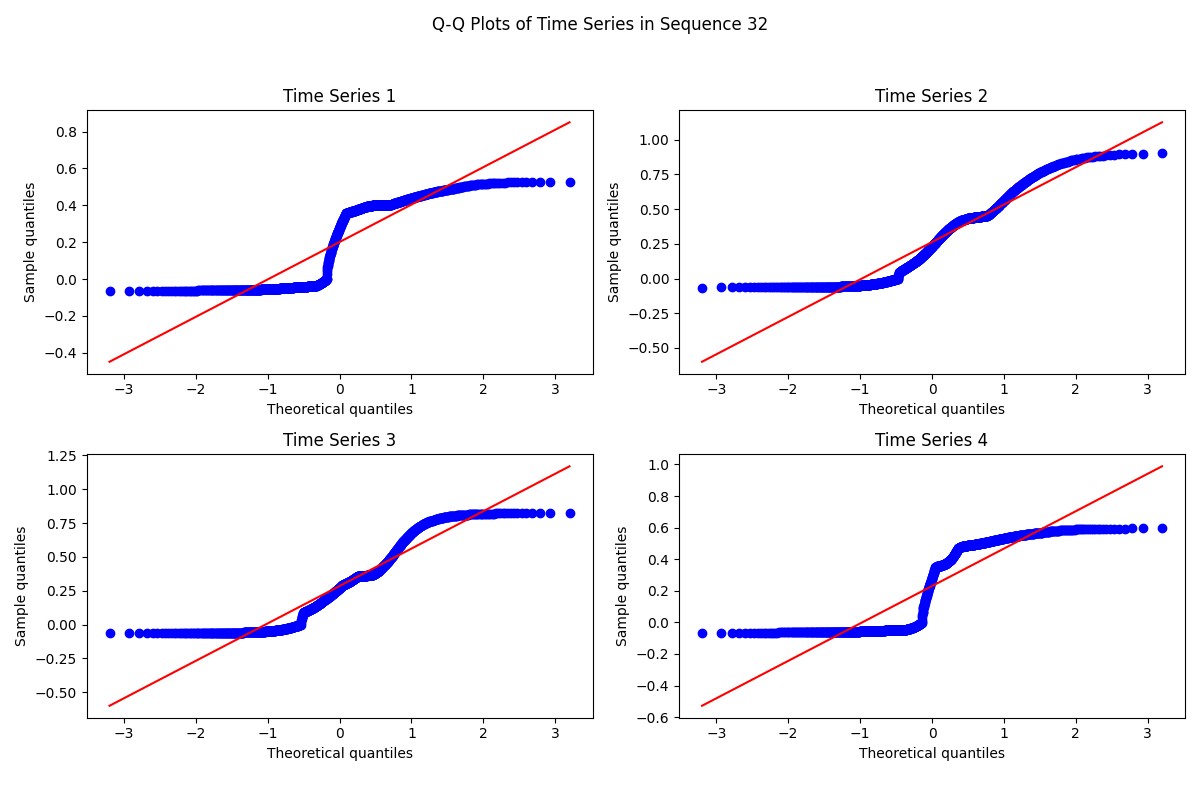 Q-Q Plots of Time Series in Sequence 32
Time Series 1
Sample quantiles
0.8
0.6
0.4
0.2
0.0
−0.2
−0.4
−3 −2 −1 0 1 2 3
Theoretical quantiles
Time Series 2
Sample quantiles
1.00
0.75
0.50
0.25
0.00
−0.25
−0.50
−3 −2 −1 0 1 2 3
Theoretical quantiles
Time Series 3
Sample quantiles
1.25
1.00
0.75
0.50
0.25
0.00
−0.25
−0.50
−3 −2 −1 0 1 2 3
Theoretical quantiles
Time Series 4
Sample quantiles
1.0
0.8
0.6
0.4
0.2
0.0
−0.2
−0.4
−0.6
−3 −2 −1 0 1 2 3
Theoretical quantiles